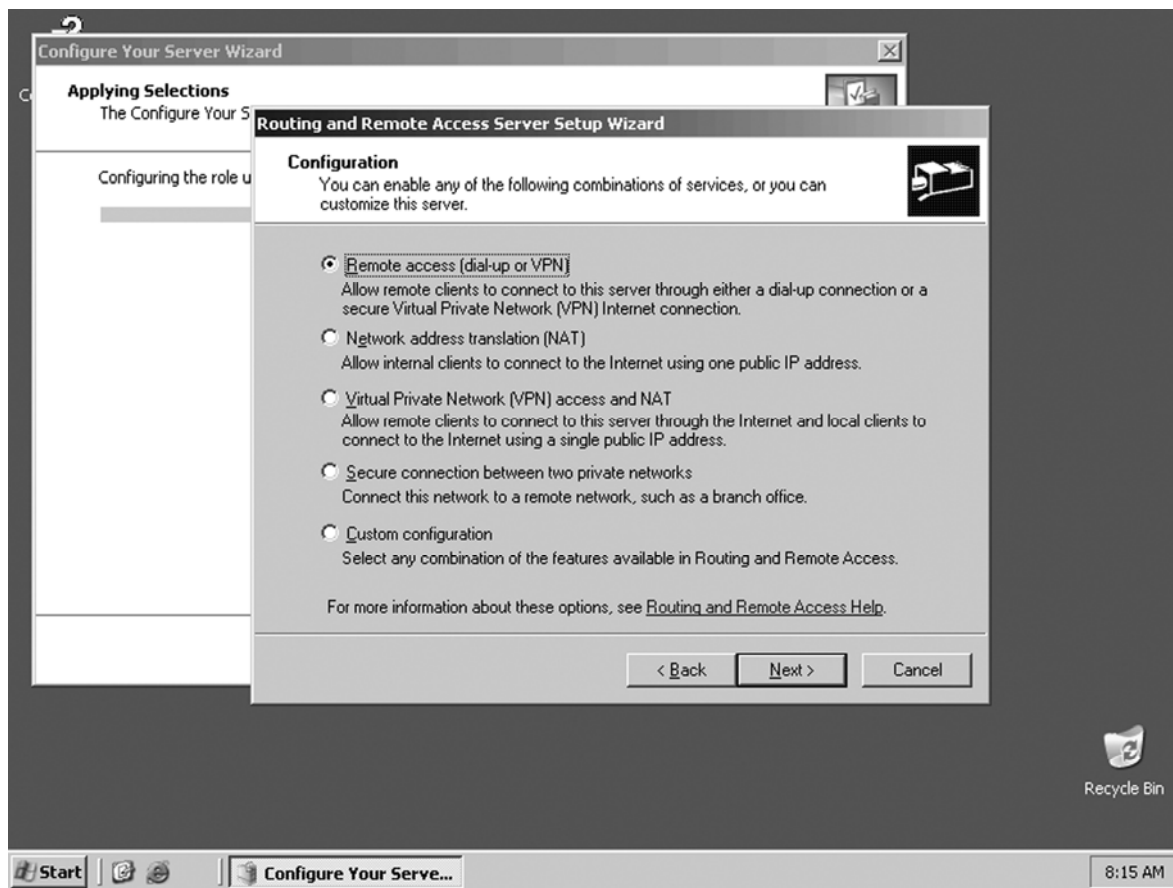 Configure Your Server Wizard
Applying Selections
The Configure Your S
Configuring the role u
Routing and Remote Access Server Setup Wizard
Configuration
You can enable any of the following combinations of services, or you can
customize this server.
Remote access (dial-up or VPN)
Allow remote clients to connect to this server through either a dial-up connection or a
secure Virtual Private Network (VPN) Internet connection.
Network address translation (NAT)
Allow internal clients to connect to the Internet using one public IP address.
Virtual Private Network (VPN) access and NAT
Allow remote clients to connect to this server through the Internet and local clients to
connect to the Internet using a single public IP address.
Secure connection between two private networks
Connect this network to a remote network, such as a branch office.
Custom configuration
Select any combination of the features available in Routing and Remote Access.
For more information about these options, see Routing and Remote Access Help.
< Back
Next >
Cancel
Recycle Bin
Start
Configure Your Serve...
8:15 AM